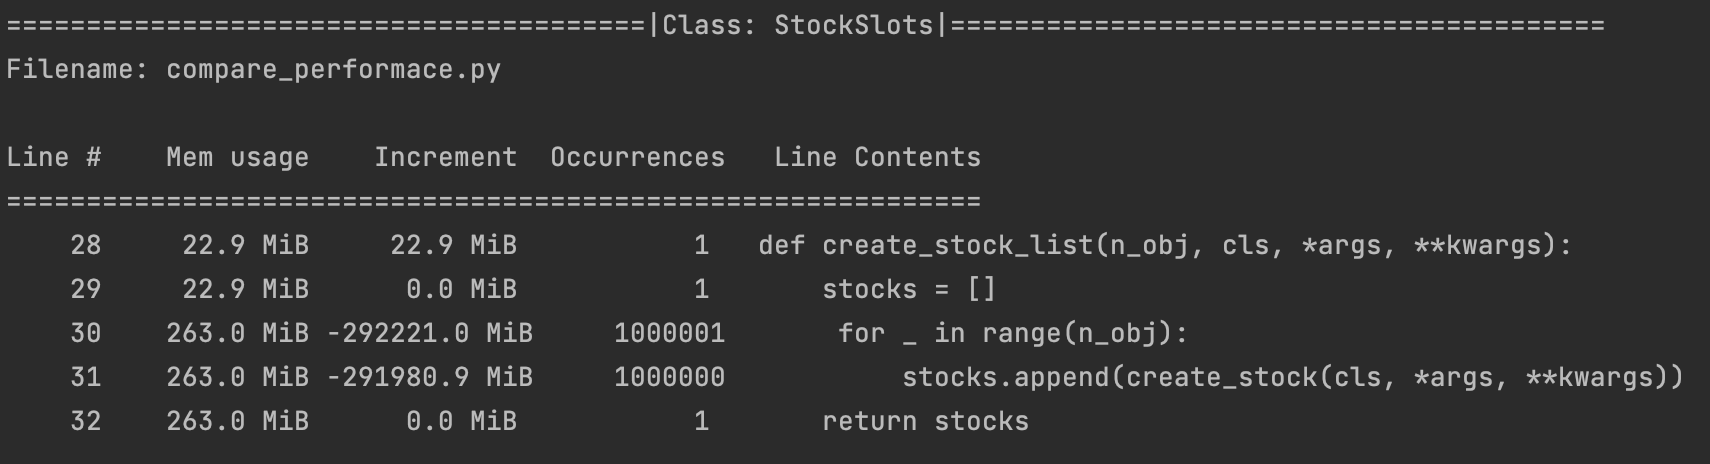 ========================================|Class: StockSlots|=========================================
Filename: compare_performace.py
Line #    Mem usage    Increment  Occurrences   Line Contents
=============================================================
    28     22.9 MiB     22.9 MiB           1   def create_stock_list(n_obj, cls, *args, **kwargs):
    29     22.9 MiB      0.0 MiB           1       stocks = []
    30    263.0 MiB -292221.0 MiB     1000001       for _ in range(n_obj):
    31    263.0 MiB -291980.9 MiB     1000000           stocks.append(create_stock(cls, *args, **kwargs))
    32    263.0 MiB      0.0 MiB           1       return stocks